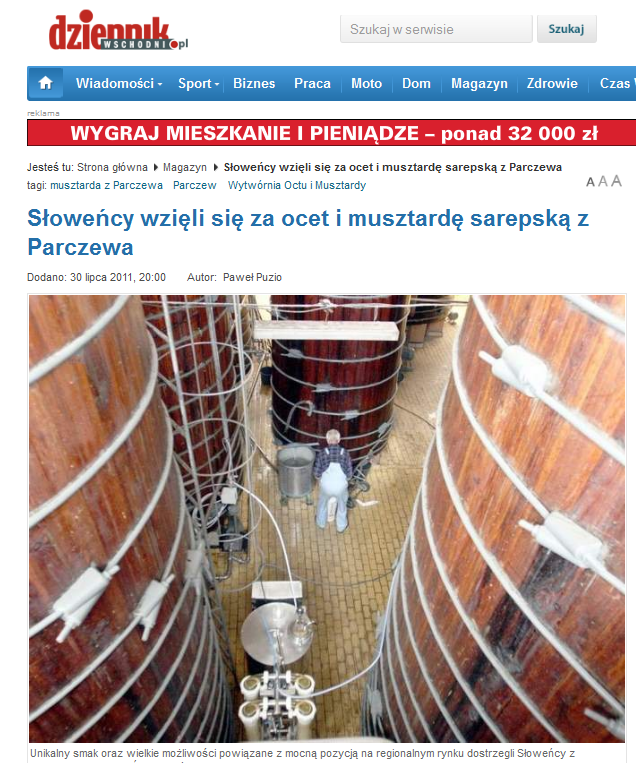 dziennik
WSCHODNI.pl
Szukaj w serwisie
Szukaj
Wiadomości Sport Biznes Praca Moto Dom Magazyn Zdrowie Czas
reklama
WYGRAJ MIESZKANIE I PIENIĄDZE – ponad 32 000 zł
Jesteś tu: Strona główna Magazyn Słoweńcy wzięli się za ocet i musztardę sarepską z Parczewa
tagi: musztarda z Parczewa Parczew Wytwórnia Octu i Musztardy
A A A
Słoweńcy wzięli się za ocet i musztardę sarepską z
Parczewa
Dodano: 30 lipca 2011, 20:00 Autor: Paweł Puzio
Unikalny smak oraz wielkie możliwości powiązane z mocną pozycją na regionalnym rynku dostrzegli Słoweńcy z